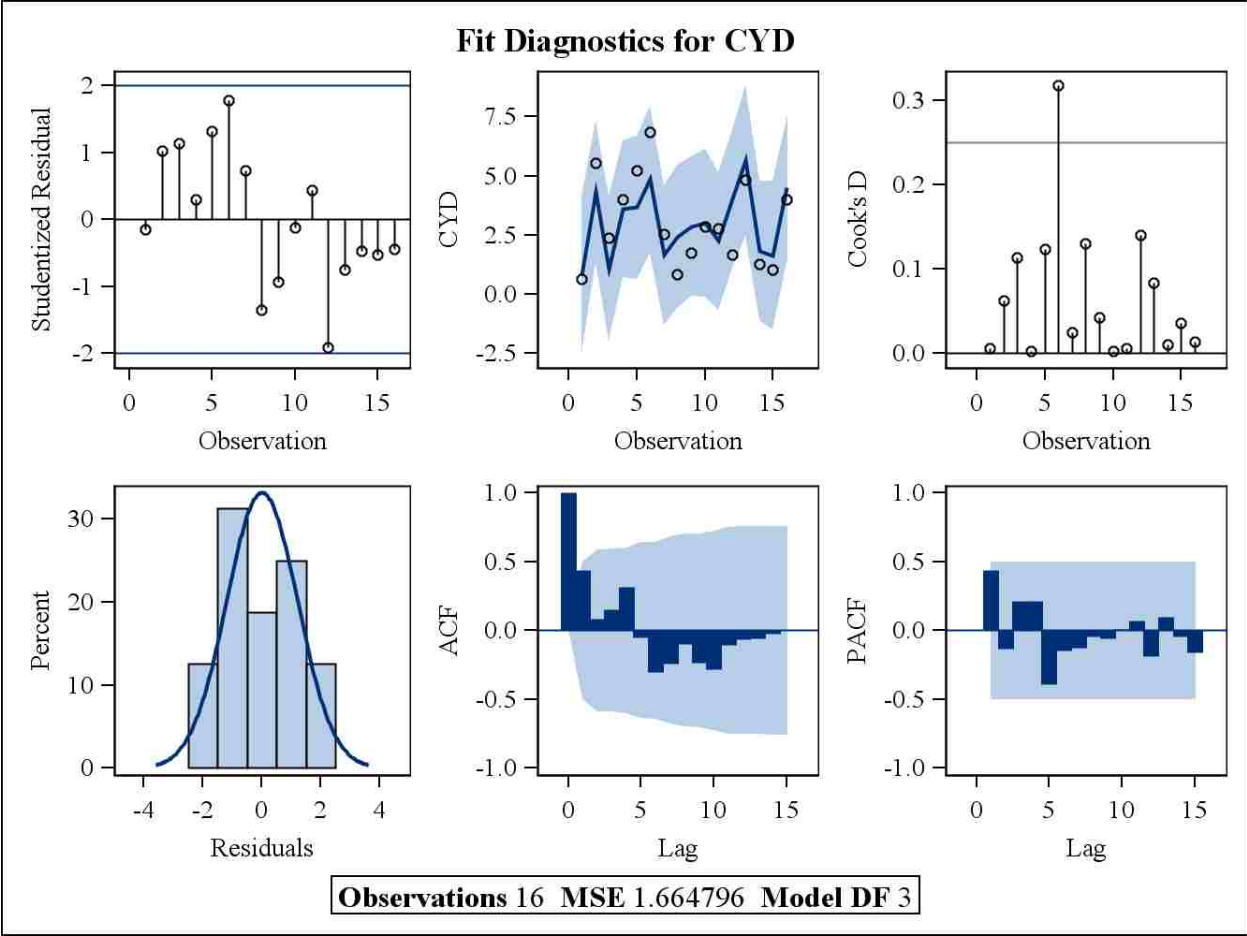 Fit Diagnostics for CYD
Studentized Residual
2
1
0
-1
-2
0 5 10 15
Observation
CYD
7.5
5.0
2.5
0.0
-2.5
0 5 10 15
Observation
Cook's D
0.3
0.2
0.1
0.0
0 5 10 15
Observation
Percent
30
20
10
0
-4 -2 0 2 4
Residuals
ACF
1.0
0.5
0.0
-0.5
-1.0
0 5 10 15
Lag
PACF
1.0
0.5
0.0
-0.5
-1.0
0 5 10 15
Lag
Observations 16 MSE 1.664796 Model DF 3